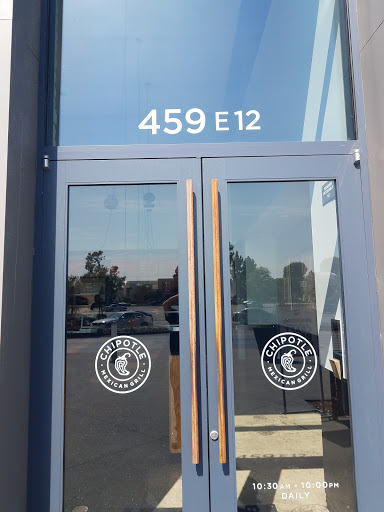 459 E 12
CHIPOTLE
MEXICAN GRILL
CHIPOTLE
MEXICAN GRILL
10:30AM - 10:00PM
DAILY